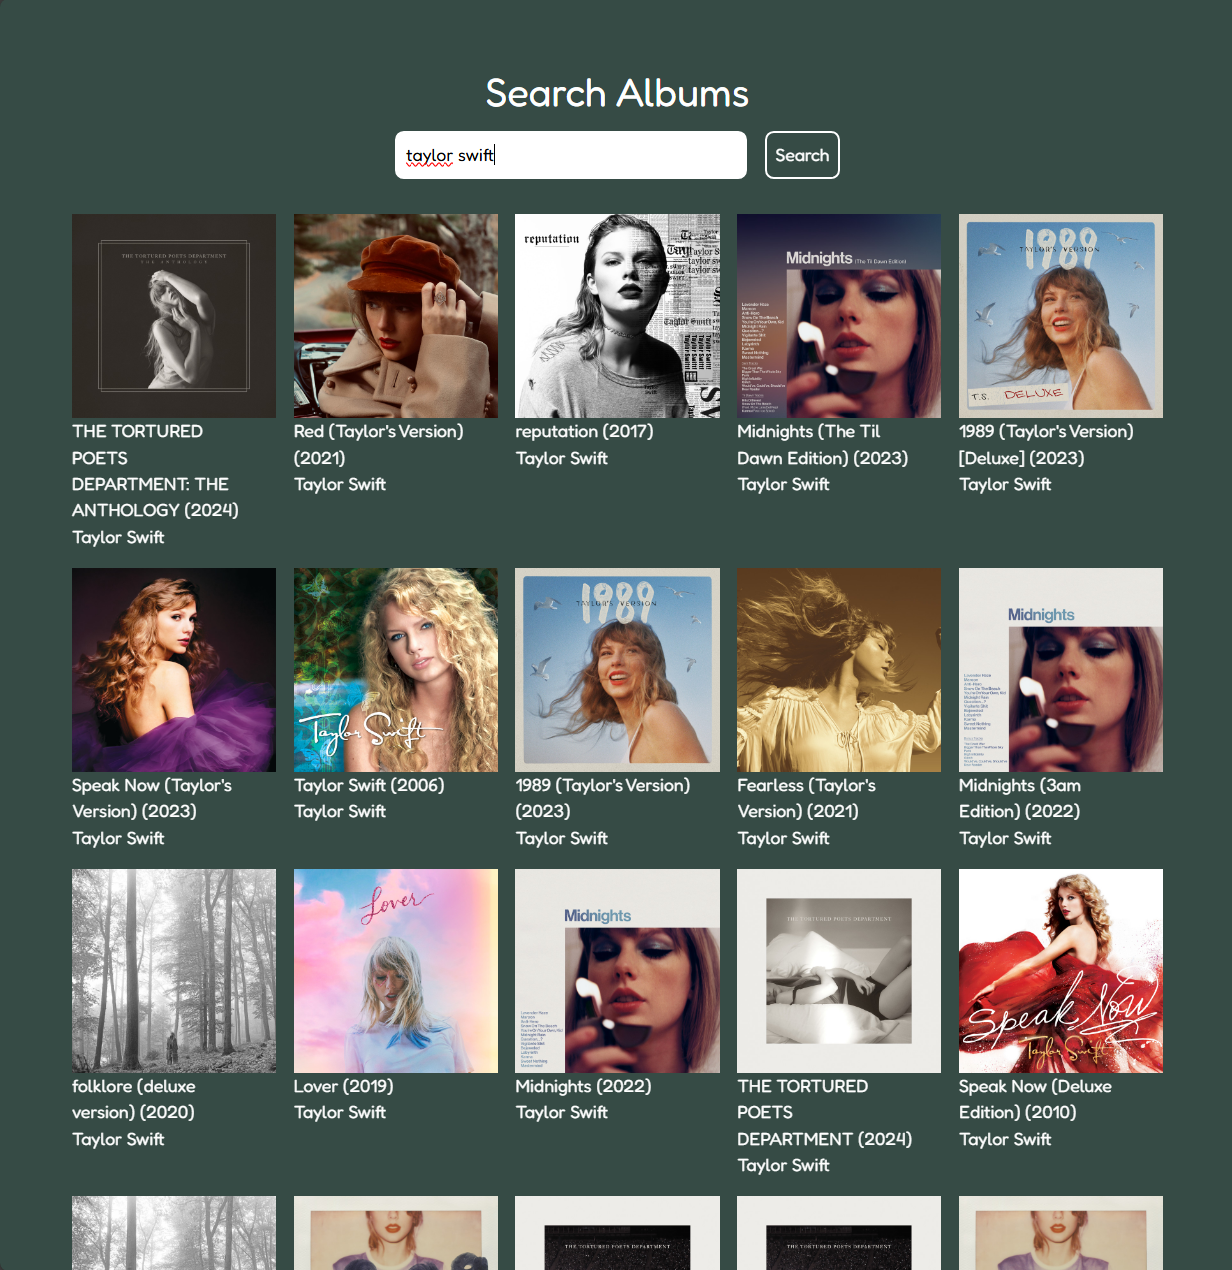 Search Albums
taylor swift
Search
THE TORTURED POETS DEPARTMENT
THE ANTHOLOGY
reputation
Midnights (The Til Dawn Edition)
1989
TAYLOR'S VERSION
T.S. DELUXE
THE TORTURED
POETS
DEPARTMENT: THE
ANTHOLOGY (2024)
Taylor Swift
Red (Taylor's Version)
(2021)
Taylor Swift
reputation (2017)
Taylor Swift
Midnights (The Til
Dawn Edition) (2023)
Taylor Swift
1989 (Taylor's Version)
[Deluxe] (2023)
Taylor Swift
Taylor Swift
1989
TAYLOR'S VERSION
Midnights
Speak Now (Taylor's
Version) (2023)
Taylor Swift
Taylor Swift (2006)
Taylor Swift
1989 (Taylor's Version)
(2023)
Taylor Swift
Fearless (Taylor's
Version) (2021)
Taylor Swift
Midnights (3am
Edition) (2022)
Taylor Swift
Lover
Midnights
THE TORTURED POETS DEPARTMENT
Speak Now
Taylor Swift
folklore (deluxe
version) (2020)
Taylor Swift
Lover (2019)
Taylor Swift
Midnights (2022)
Taylor Swift
THE TORTURED
POETS
DEPARTMENT (2024)
Taylor Swift
Speak Now (Deluxe
Edition) (2010)
Taylor Swift
THE TORTURED POETS DEPARTMENT
THE TORTURED POETS DEPARTMENT